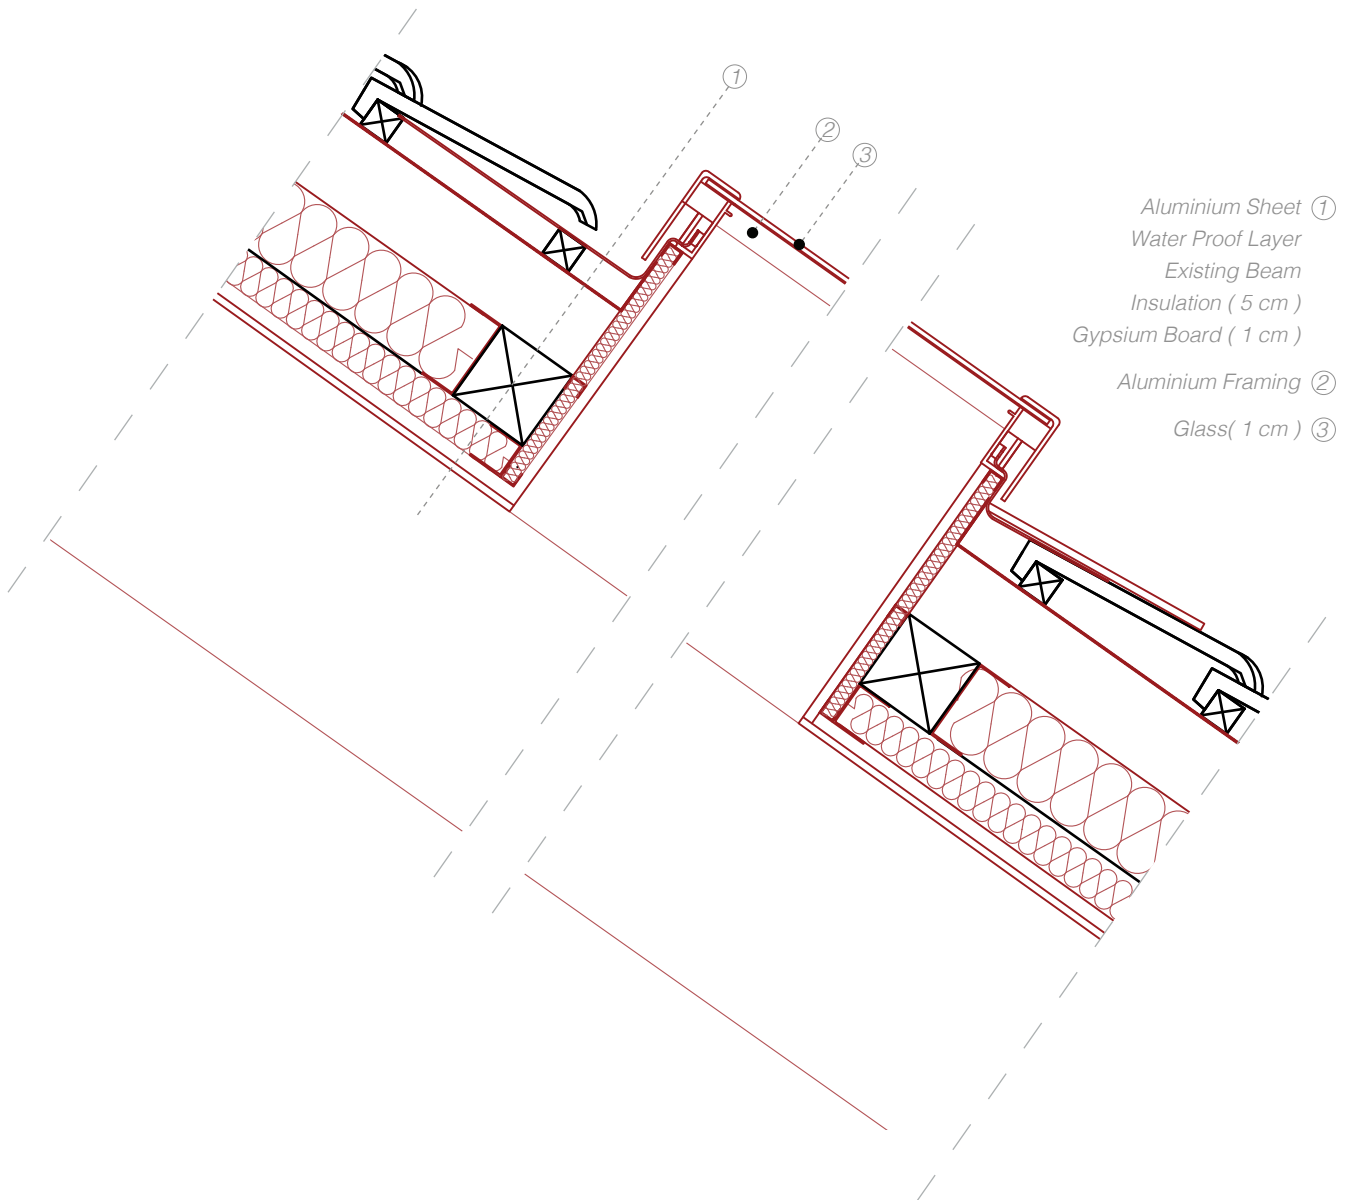 ①
②
③
Aluminium Sheet ①
Water Proof Layer
Existing Beam
Insulation ( 5 cm )
Gypsium Board ( 1 cm )
Aluminium Framing ②
Glass( 1 cm ) ③